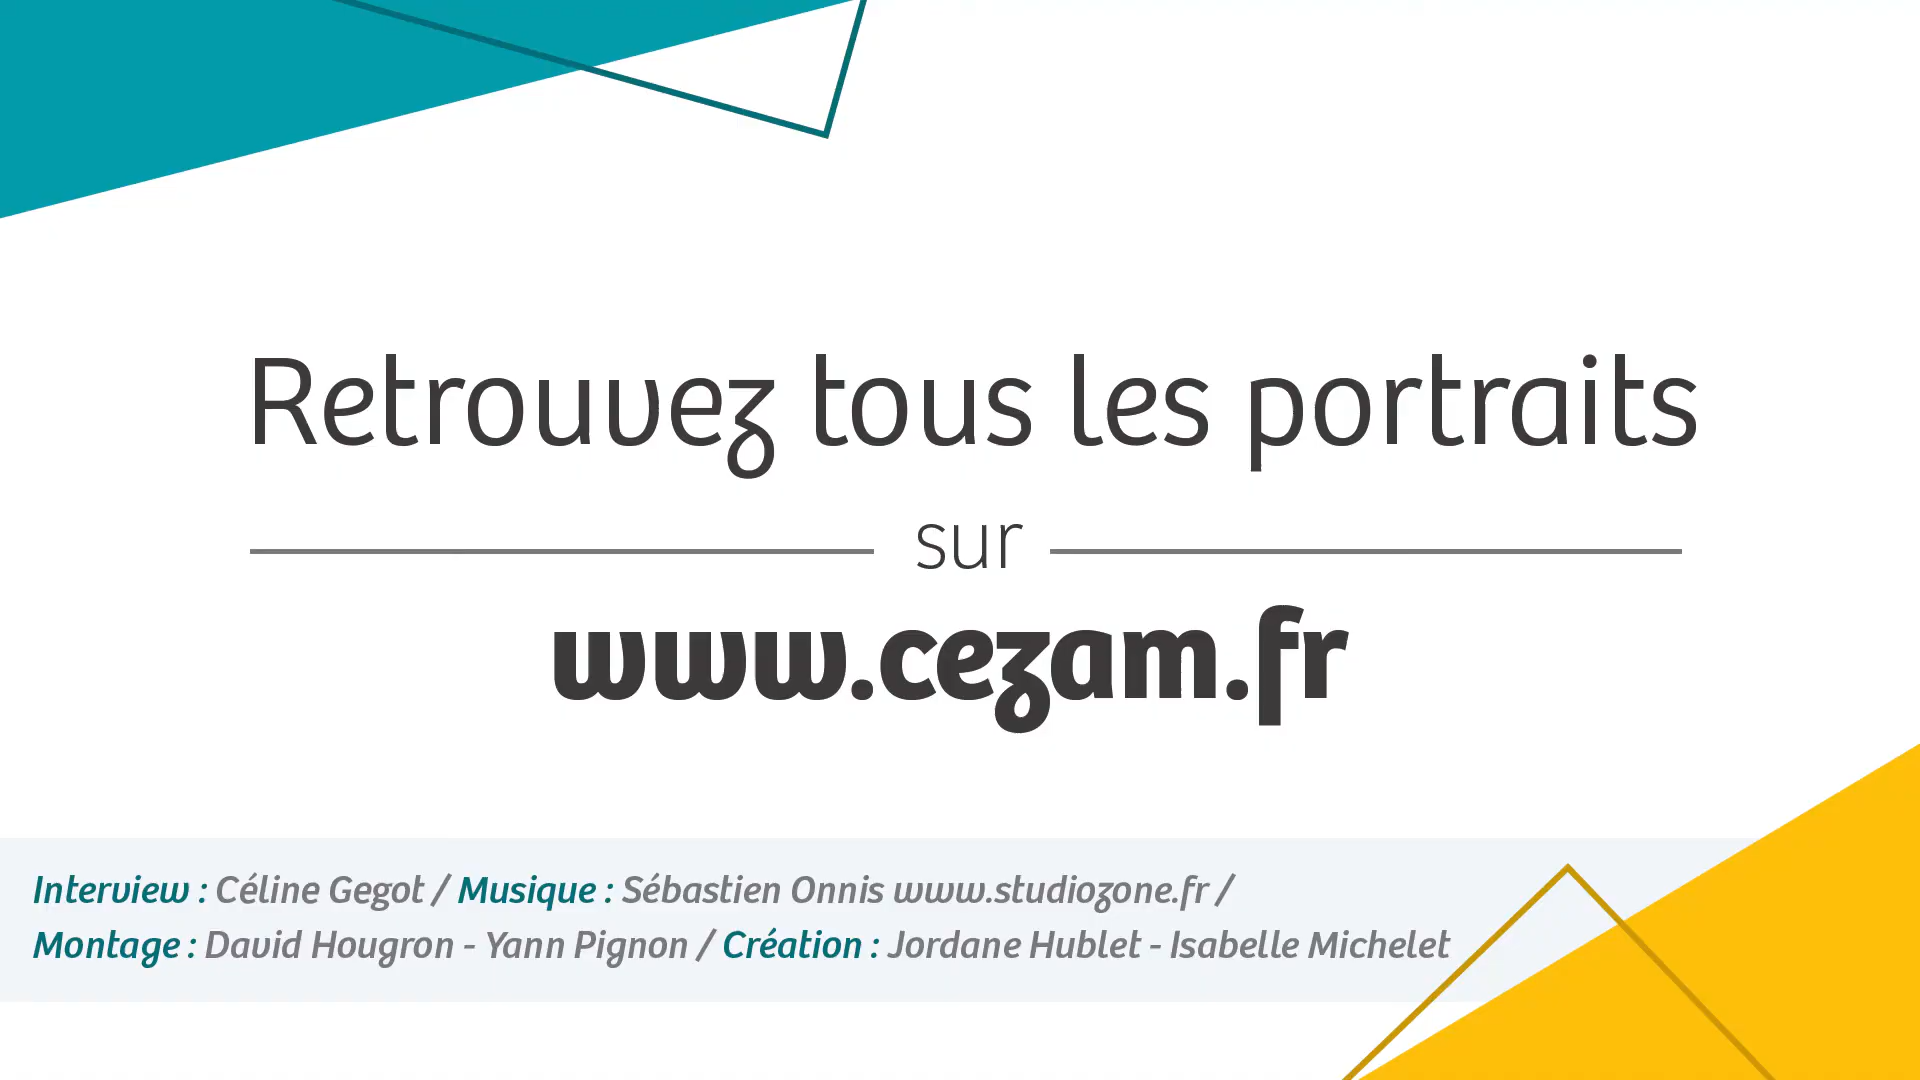 Retrouvez tous les portraits
sur
www.cezam.fr
Interview : Céline Gegot / Musique : Sébastien Onnis www.studiozone.fr /
Montage : David Hougron - Yann Pignon / Création : Jordane Hublet - Isabelle Michelet